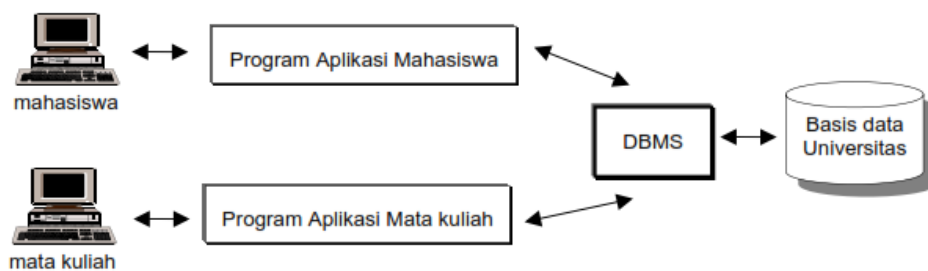 mahasiswa
Program Aplikasi Mahasiswa
DBMS
Basis data
Universitas
mata kuliah
Program Aplikasi Mata kuliah